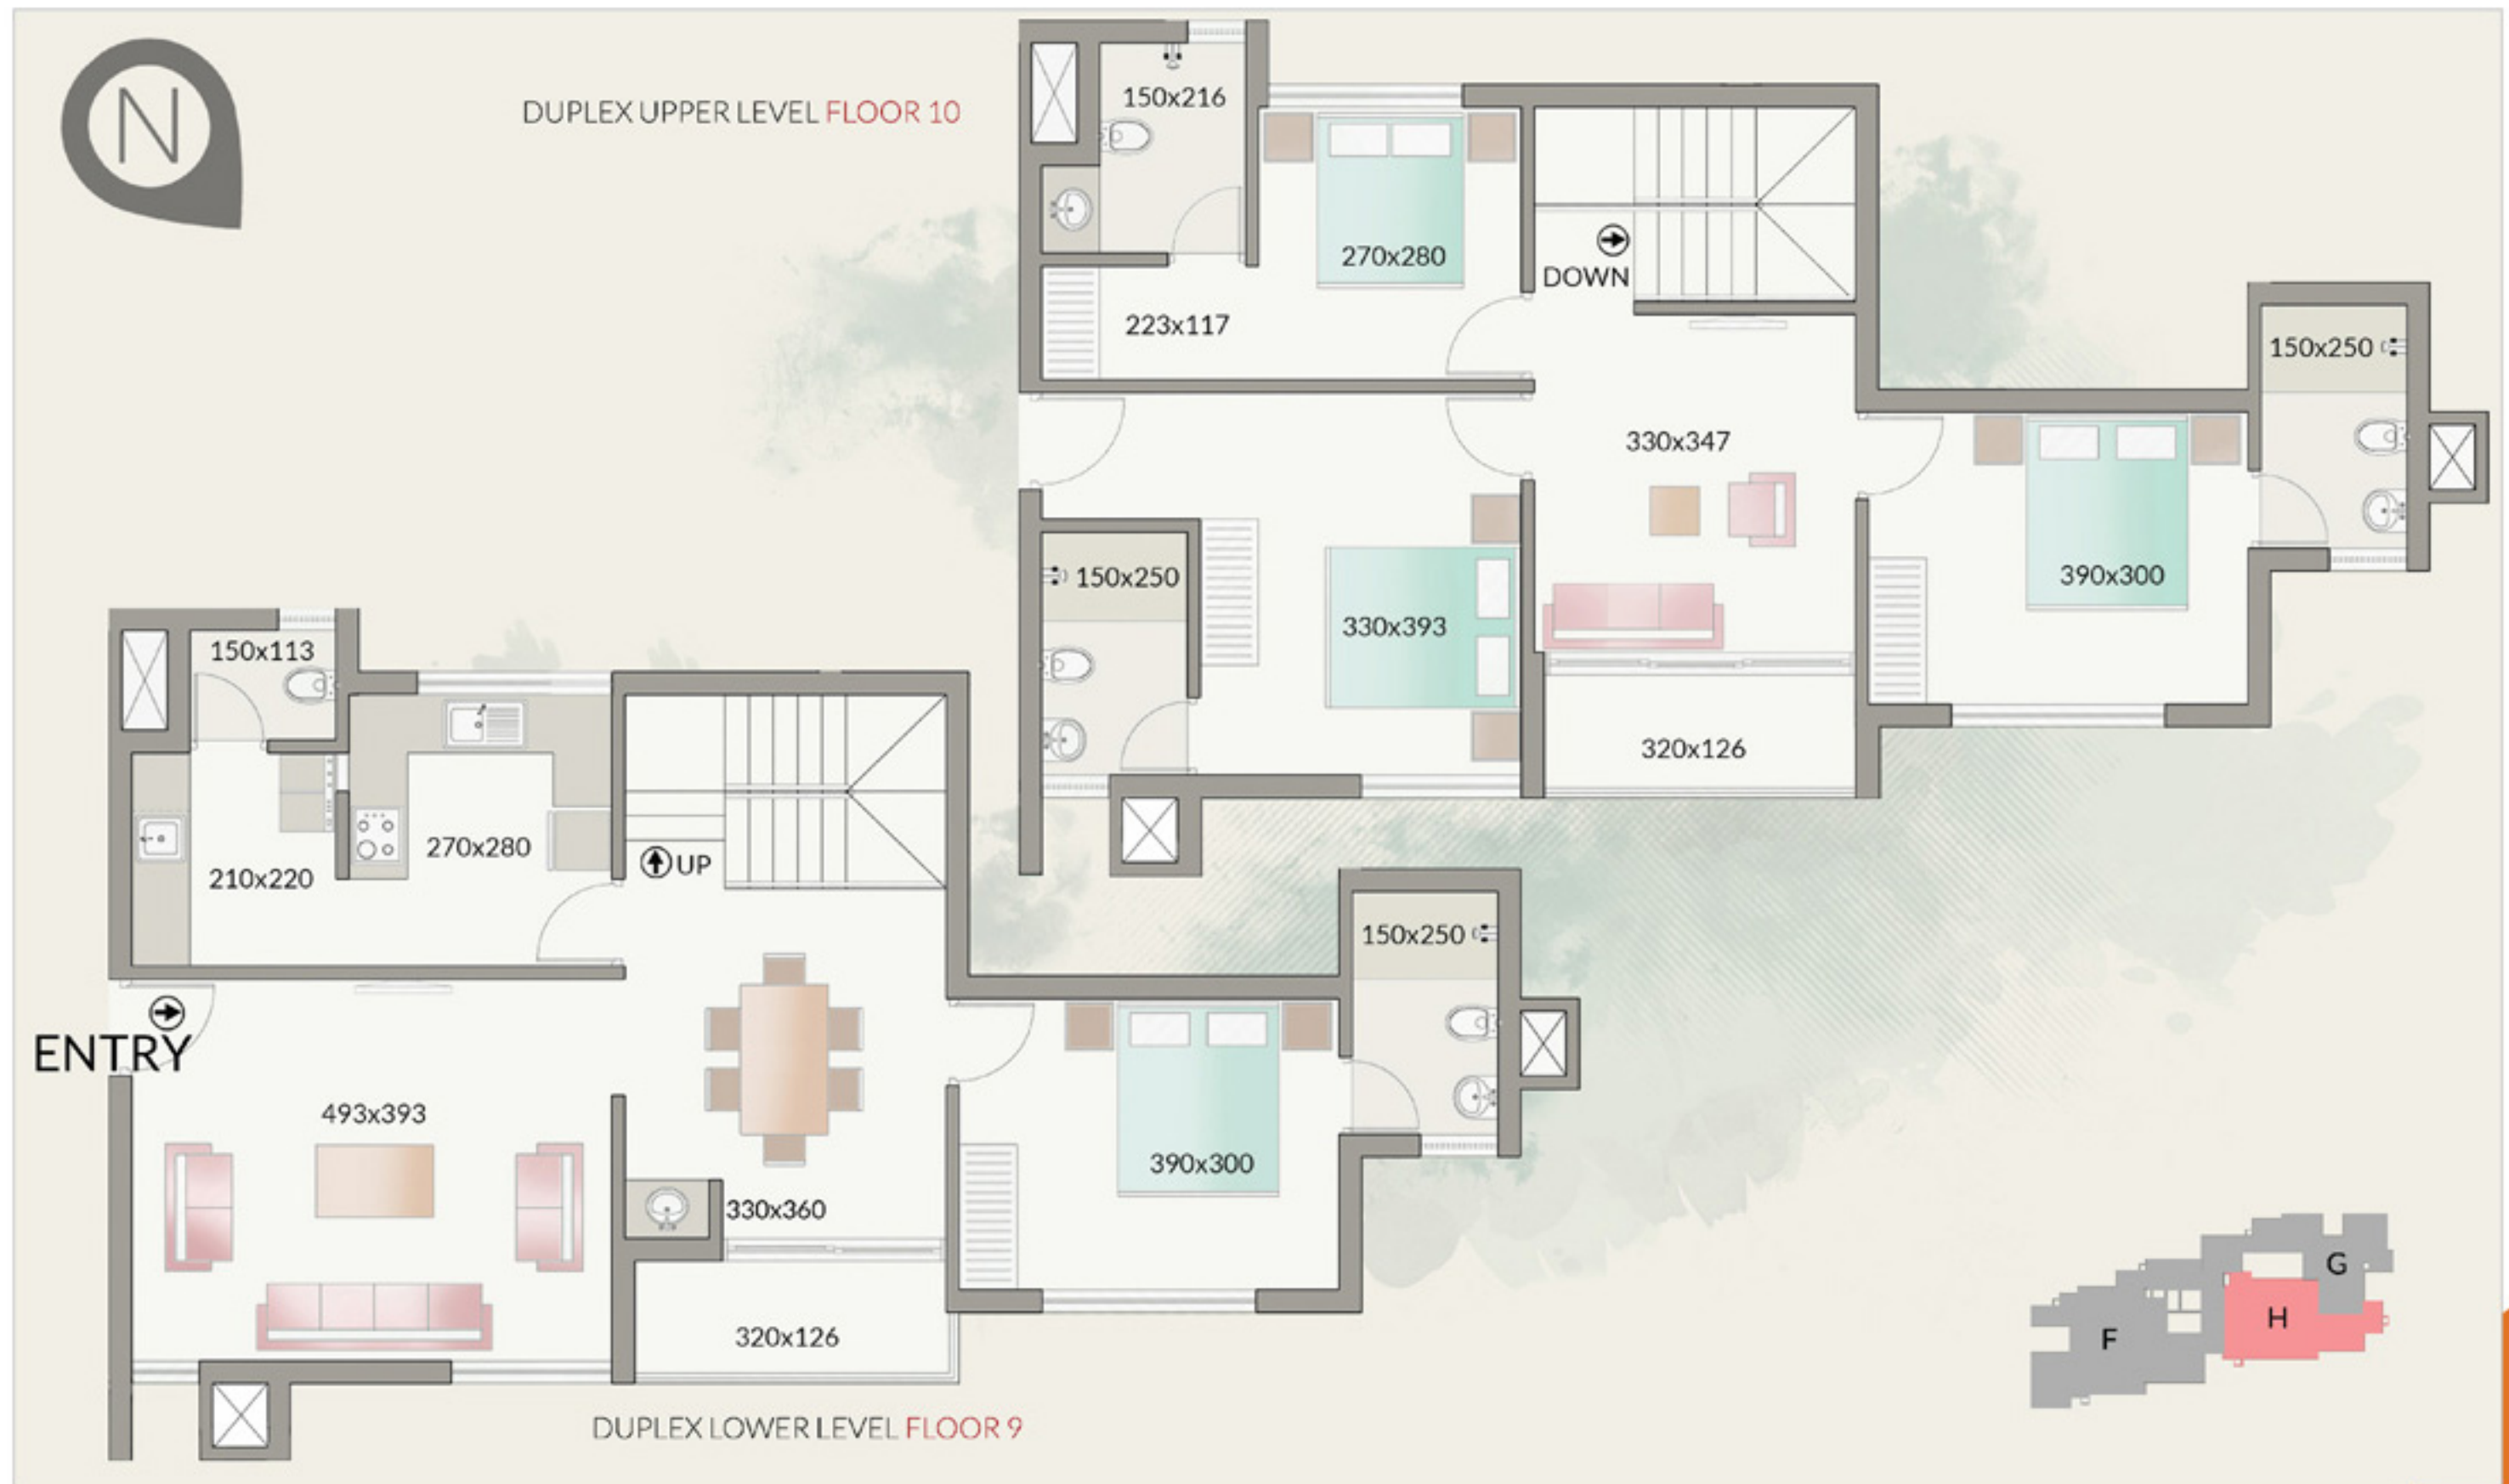 N
DUPLEX UPPER LEVEL FLOOR 10
150x216
270x280
DOWN
223x117
150x250
330x347
390x300
150x250
330x393
320x126
150x113
270x280
UP
210x220
150x250
ENTRY
493x393
390x300
330x360
320x126
G
H
F
DUPLEX LOWER LEVEL FLOOR 9